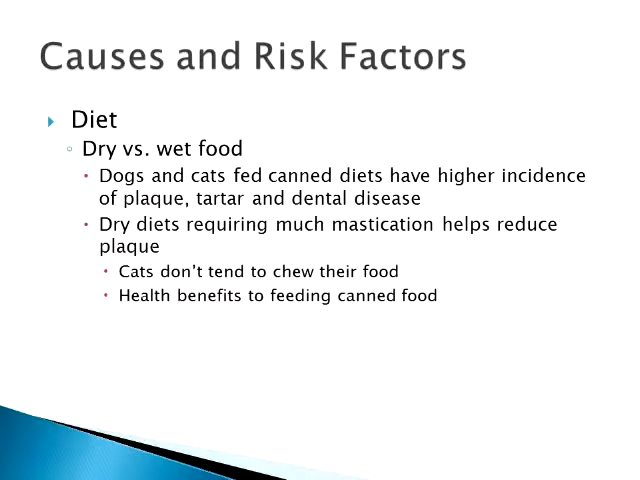 Causes and Risk Factors
Diet
Dry vs. wet food
Dogs and cats fed canned diets have higher incidence
of plaque, tartar and dental disease
Dry diets requiring much mastication helps reduce
plaque
Cats don't tend to chew their food
Health benefits to feeding canned food